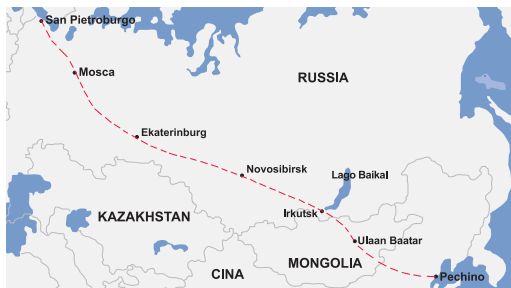 San Pietroburgo
Mosca
RUSSIA
Ekaterinburg
Novosibirsk
Lago Baikal
Irkutsk
KAZAKHSTAN
Ulaan Baatar
MONGOLIA
CINA
Pechino